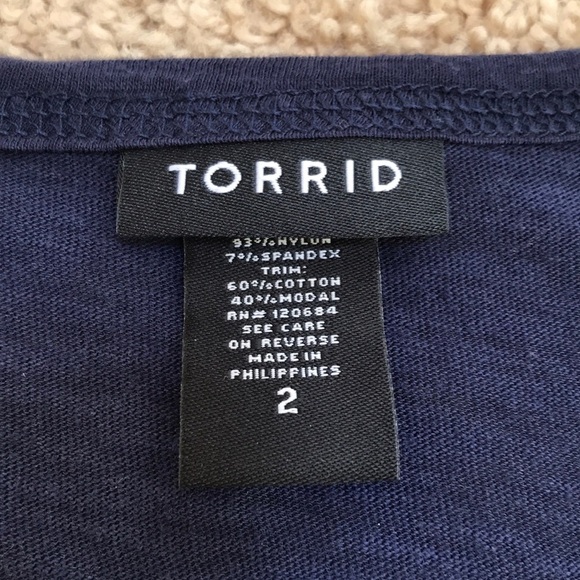 TORRID
93%NYLON
7%SPANDEX
TRIM:
60%COTTON
40%MODAL
RN# 120684
SEE CARE
ON REVERSE
MADE IN
PHILIPPINES
2